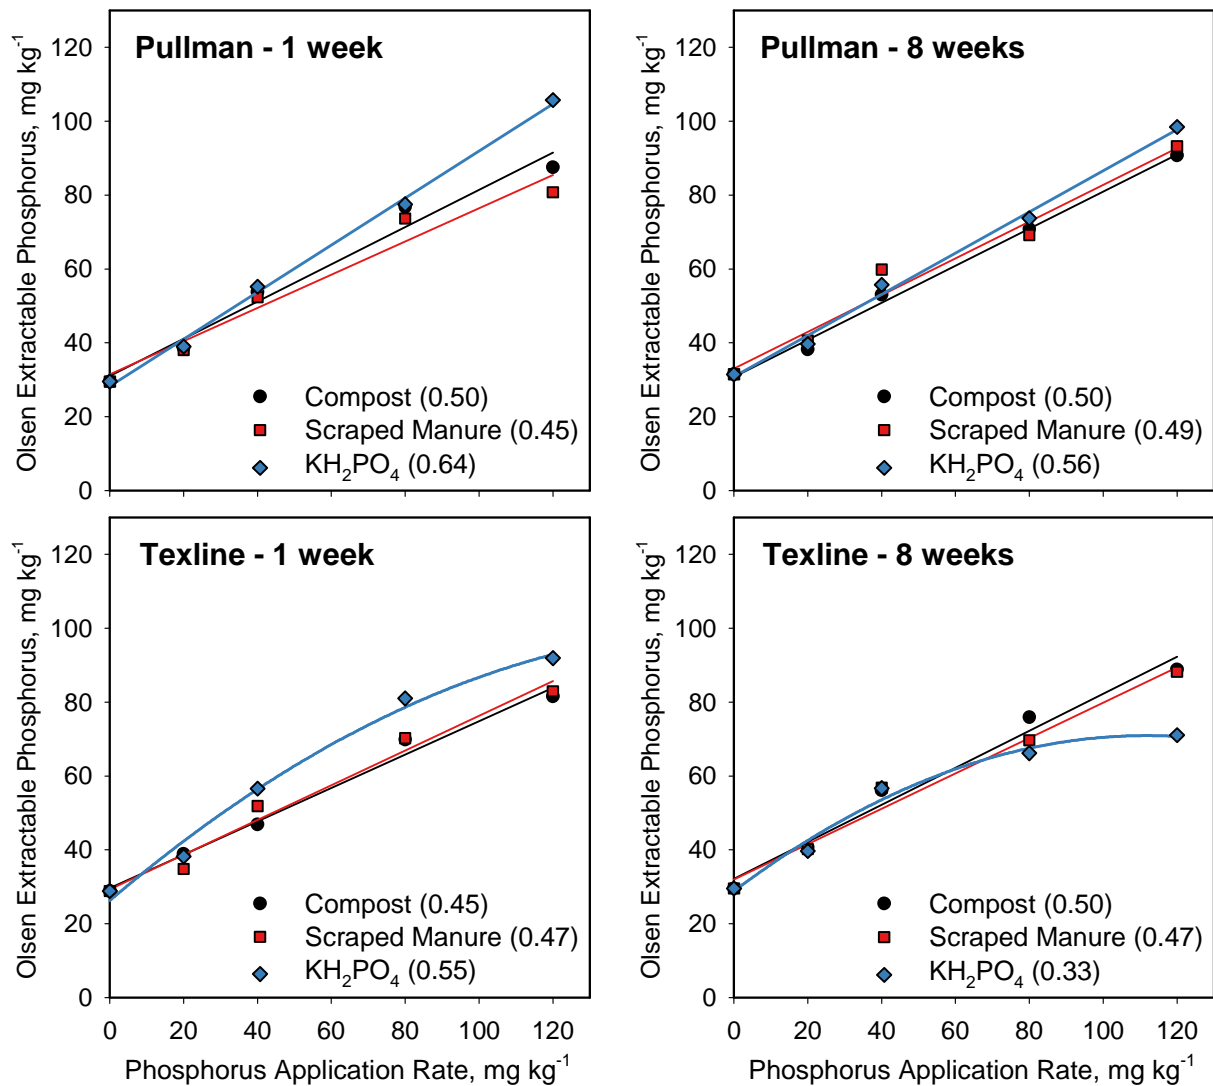 Pullman - 1 week
Olsen Extractable Phosphorus, mg kg⁻¹
120
100
80
60
40
20
0
Compost (0.50)
Scraped Manure (0.45)
KH₂PO₄ (0.64)
Pullman - 8 weeks
Olsen Extractable Phosphorus, mg kg⁻¹
120
100
80
60
40
20
0
Compost (0.50)
Scraped Manure (0.49)
KH₂PO₄ (0.56)
Texline - 1 week
Olsen Extractable Phosphorus, mg kg⁻¹
120
100
80
60
40
20
0
Compost (0.45)
Scraped Manure (0.47)
KH₂PO₄ (0.55)
0 20 40 60 80 100 120
Phosphorus Application Rate, mg kg⁻¹
Texline - 8 weeks
Olsen Extractable Phosphorus, mg kg⁻¹
120
100
80
60
40
20
0
Compost (0.50)
Scraped Manure (0.47)
KH₂PO₄ (0.33)
0 20 40 60 80 100 120
Phosphorus Application Rate, mg kg⁻¹